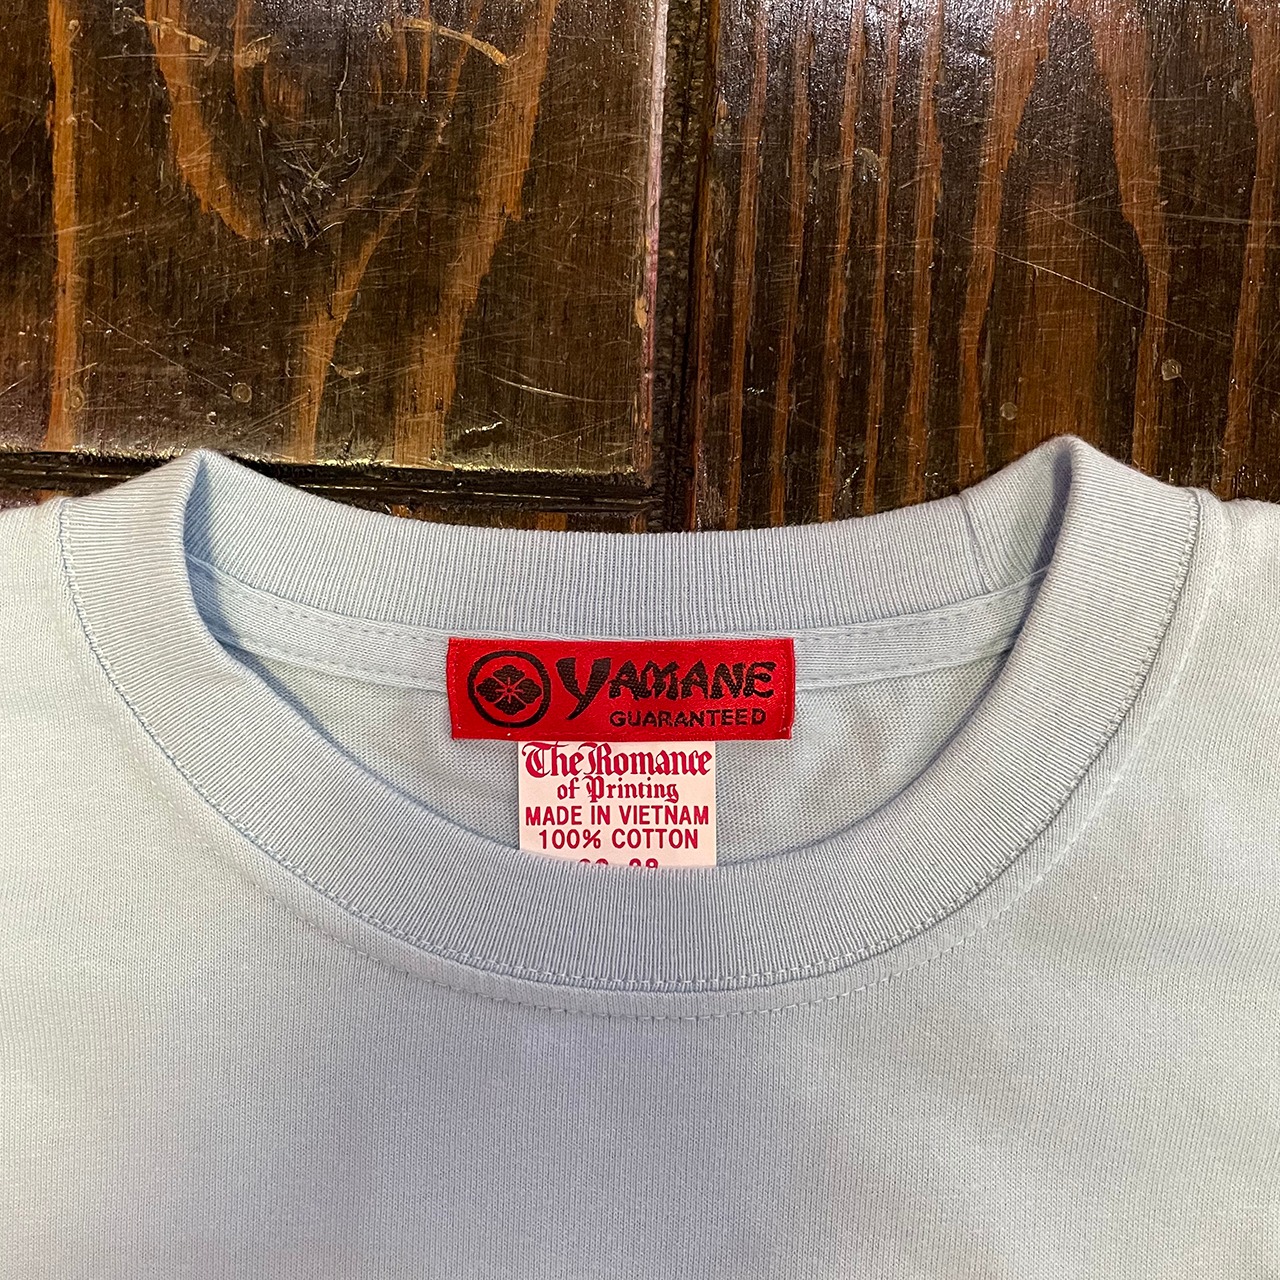 YAMANE
GUARANTEED
The Romance
of Printing
MADE IN VIETNAM
100% COTTON